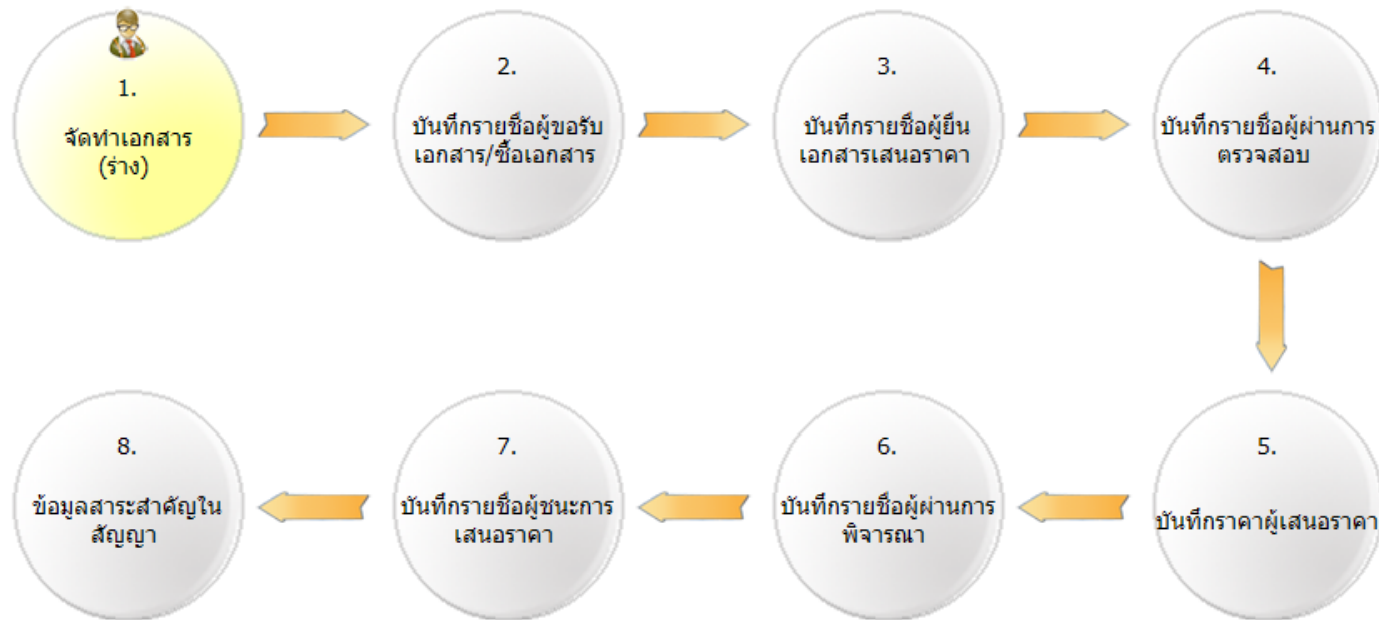 1.
จัดทำเอกสาร
(ร่าง)
2.
บันทึกรายชื่อผู้ขอรับ
เอกสาร/ซื้อเอกสาร
3.
บันทึกรายชื่อผู้ยื่น
เอกสารเสนอราคา
4.
บันทึกรายชื่อผู้ผ่านการ
ตรวจสอบ
5.
บันทึกราคาผู้เสนอราคา
6.
บันทึกรายชื่อผู้ผ่านการ
พิจารณา
7.
บันทึกรายชื่อผู้ชนะการ
เสนอราคา
8.
ข้อมูลสาระสำคัญใน
สัญญา